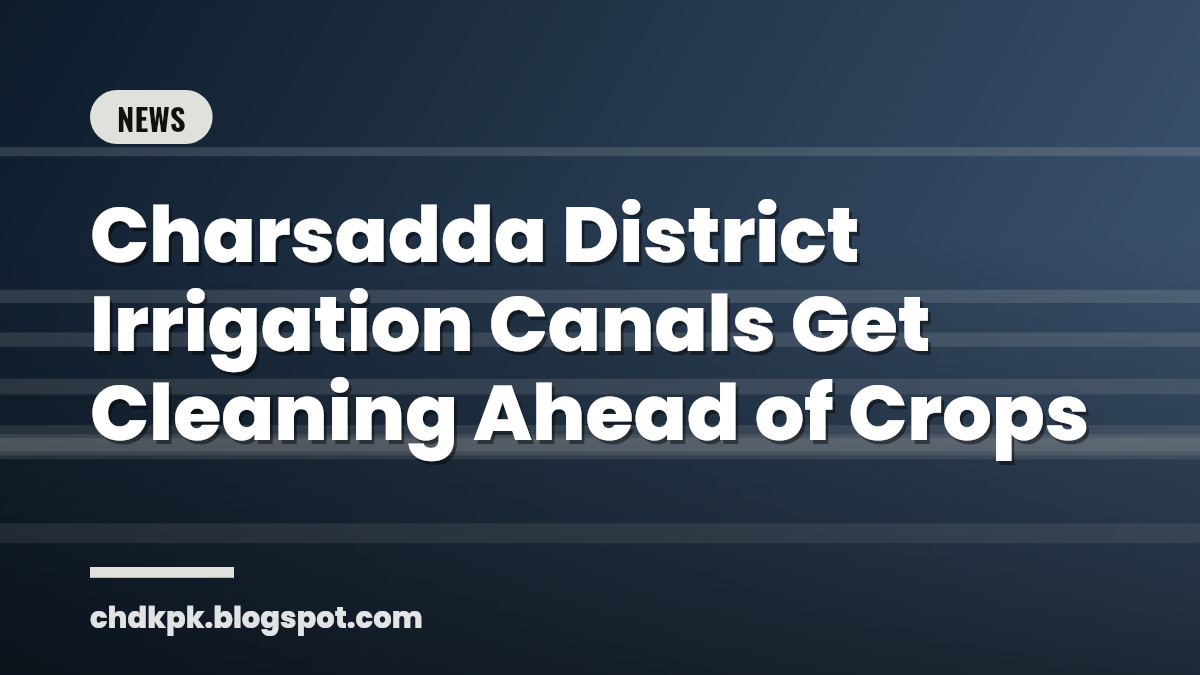 NEWS
Charsadda District
Irrigation Canals Get
Cleaning Ahead of Crops
chdkpk.blogspot.com